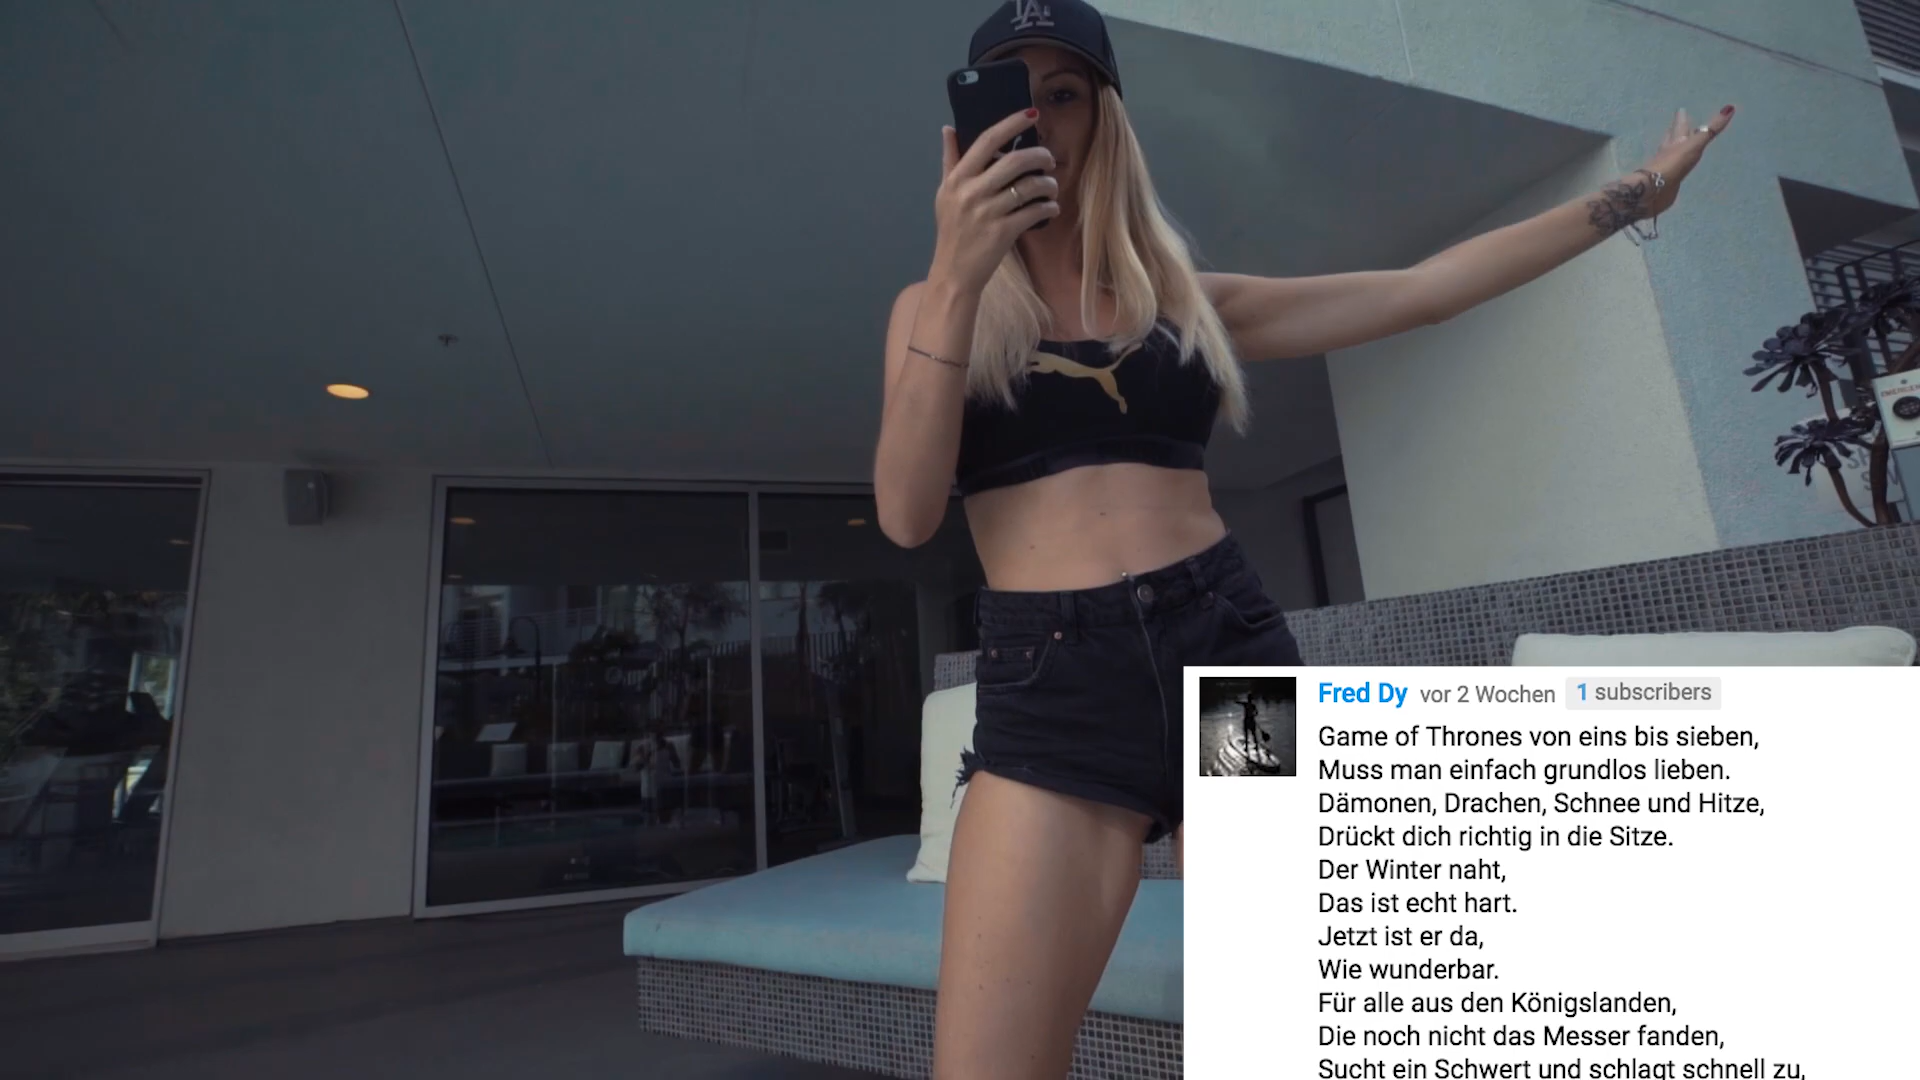 LA
EMERGEN
Fred Dy vor 2 Wochen 1 subscribers
Game of Thrones von eins bis sieben,
Muss man einfach grundlos lieben.
Dämonen, Drachen, Schnee und Hitze,
Drückt dich richtig in die Sitze.
Der Winter naht,
Das ist echt hart.
Jetzt ist er da,
Wie wunderbar.
Für alle aus den Königslanden,
Die noch nicht das Messer fanden,
Sucht ein Schwert und schlagt schnell zu,